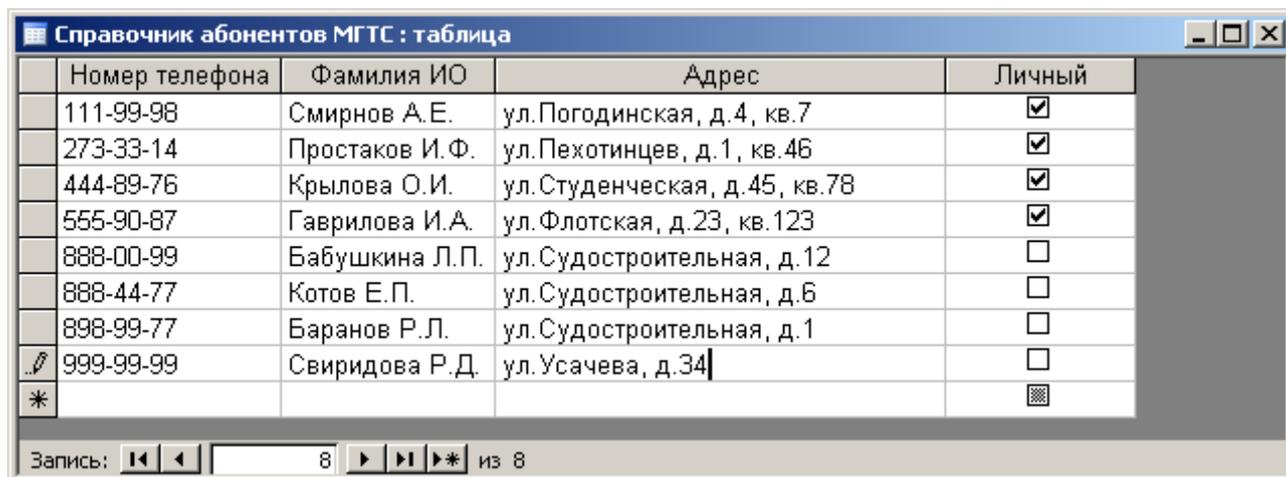 Справочник абонентов МГТС : таблица
Номер телефона Фамилия ИО Адрес Личный
111-99-98 Смирнов А.Е. ул.Погодинская, д.4, кв.7
273-33-14 Простаков И.Ф. ул.Пехотинцев, д.1, кв.46
444-89-76 Крылова О.И. ул.Студенческая, д.45, кв.78
555-90-87 Гаврилова И.А. ул.Флотская, д.23, кв.123
888-00-99 Бабушкина Л.П. ул.Судостроительная, д.12
888-44-77 Котов Е.П. ул.Судостроительная, д.6
898-99-77 Баранов Р.Л. ул.Судостроительная, д.1
999-99-99 Свиридова Р.Д. ул.Усачева, д.34
Запись: 8 из 8